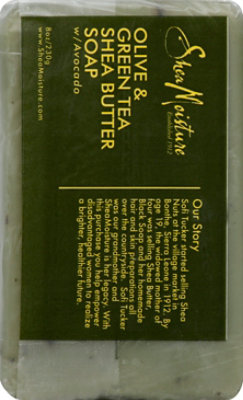 SheaMoisture
Established 1912
OLIVE &
GREEN TEA
SHEA BUTTER
SOAP
w/Avocado
8oz/230g
www.SheaMoisture.com
Our Story
Sofi Tucker started selling Shea
Nuts at the village market in
Bonthe, Sierra Leone in 1912. By
age 19, the widowed mother of
four was selling Shea Butter,
Black Soap and her homemade
hair and skin preparations all
over the countryside. Sofi Tucker
was our grandmother and
SheaMoisture is her legacy. With
this purchase you help empower
disadvantaged women to realize
a brighter, healthier future.